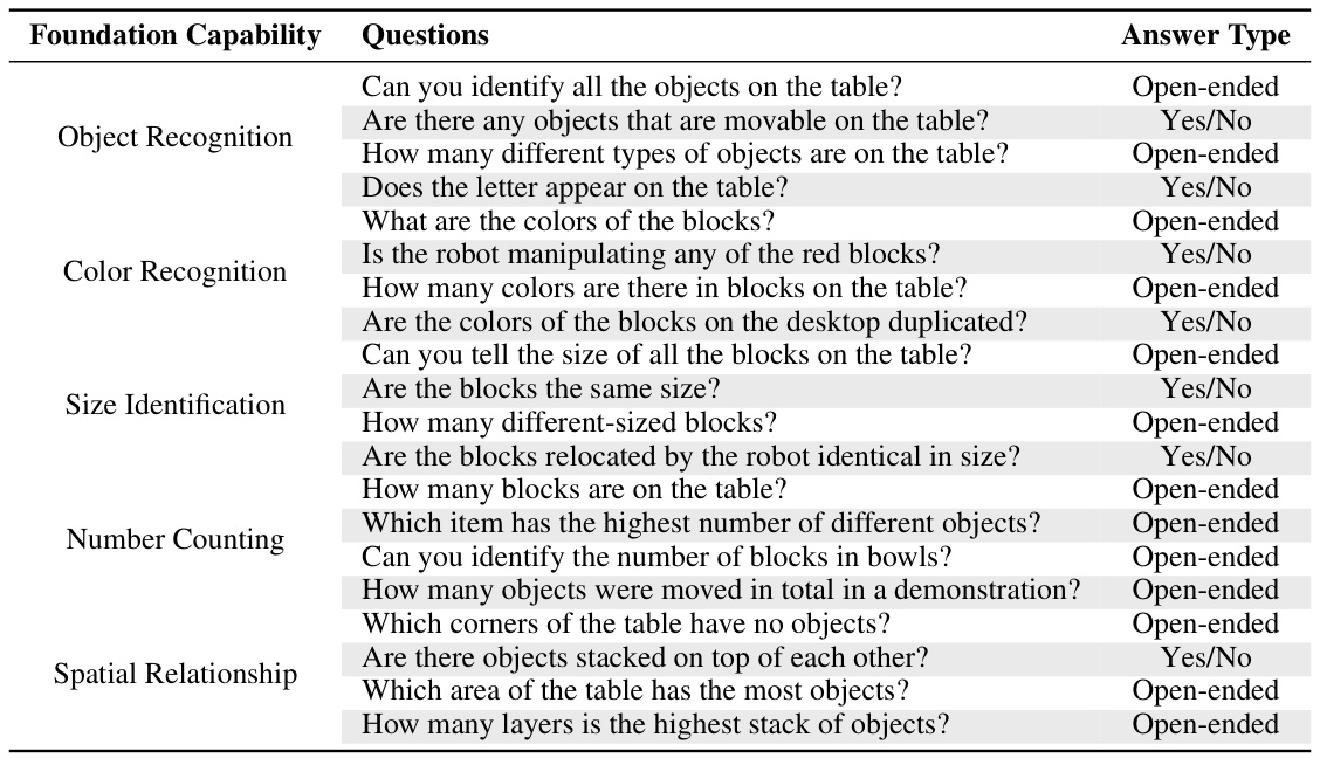 Foundation Capability Questions Answer Type
Can you identify all the objects on the table? Open-ended
Are there any objects that are movable on the table? Yes/No
Object Recognition
How many different types of objects are on the table? Open-ended
Does the letter appear on the table? Yes/No
What are the colors of the blocks? Open-ended
Is the robot manipulating any of the red blocks? Yes/No
Color Recognition
How many colors are there in blocks on the table? Open-ended
Are the colors of the blocks on the desktop duplicated? Yes/No
Can you tell the size of all the blocks on the table? Open-ended
Are the blocks the same size? Yes/No
Size Identification
How many different-sized blocks? Open-ended
Are the blocks relocated by the robot identical in size? Yes/No
How many blocks are on the table? Open-ended
Which item has the highest number of different objects? Open-ended
Number Counting
Can you identify the number of blocks in bowls? Open-ended
How many objects were moved in total in a demonstration? Open-ended
Which corners of the table have no objects? Open-ended
Are there objects stacked on top of each other? Yes/No
Spatial Relationship
Which area of the table has the most objects? Open-ended
How many layers is the highest stack of objects? Open-ended